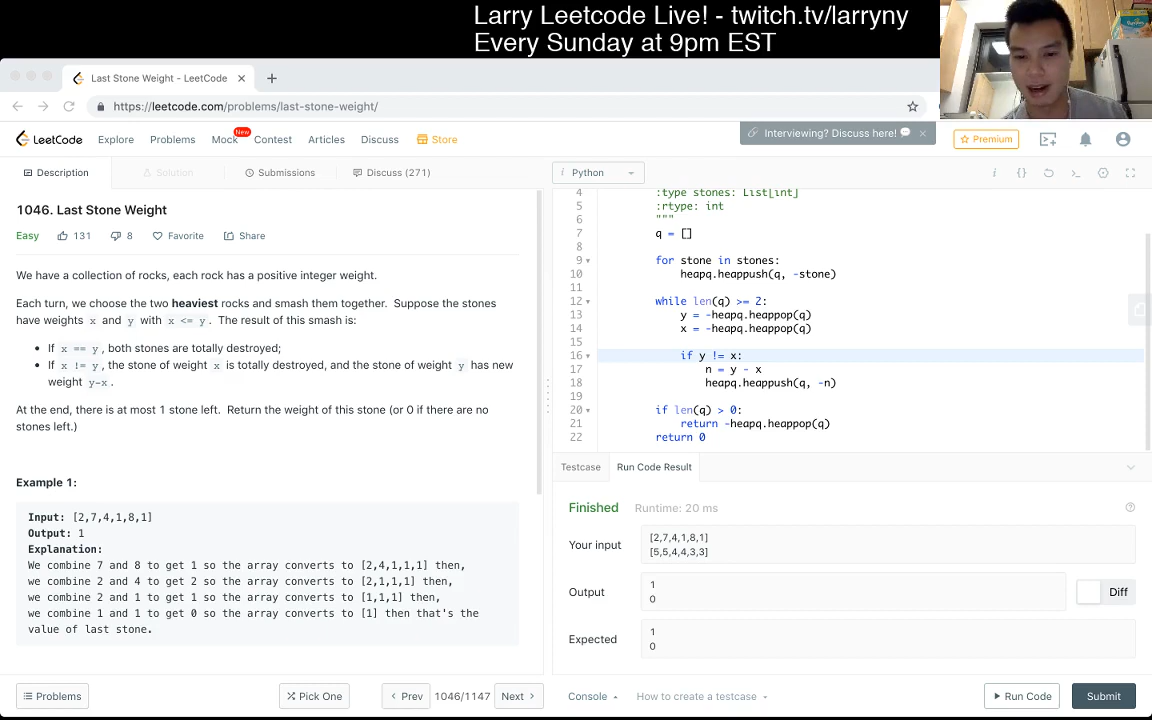 Larry Leetcode Live! - twitch.tv/larryny
Every Sunday at 9pm EST
Last Stone Weight - LeetCode
https://leetcode.com/problems/last-stone-weight/
LeetCode Explore Problems Mock New Contest Articles Discuss Store
Interviewing? Discuss here!
Premium
Description Solution Submissions Discuss (271)
i Python
1046. Last Stone Weight
Easy 131 8 Favorite Share
We have a collection of rocks, each rock has a positive integer weight.
Each turn, we choose the two heaviest rocks and smash them together. Suppose the stones
have weights x and y with x <= y. The result of this smash is:
• If x == y, both stones are totally destroyed;
• If x != y, the stone of weight x is totally destroyed, and the stone of weight y has new
weight y-x.
At the end, there is at most 1 stone left. Return the weight of this stone (or 0 if there are no
stones left.)
Example 1:
Input: [2,7,4,1,8,1]
Output: 1
Explanation:
We combine 7 and 8 to get 1 so the array converts to [2,4,1,1,1] then,
we combine 2 and 4 to get 2 so the array converts to [2,1,1,1] then,
we combine 2 and 1 to get 1 so the array converts to [1,1,1] then,
we combine 1 and 1 to get 0 so the array converts to [1] then that's the
value of last stone.
Problems Pick One Prev 1046/1147 Next
4 :type stones: List[int]
5 :rtype: int
6 """
7 q = []
8
9 for stone in stones:
10 heapq.heappush(q, -stone)
11
12 while len(q) >= 2:
13 y = -heapq.heappop(q)
14 x = -heapq.heappop(q)
15
16 if y != x:
17 n = y - x
18 heapq.heappush(q, -n)
19
20 if len(q) > 0:
21 return -heapq.heappop(q)
22 return 0
Testcase Run Code Result
Finished Runtime: 20 ms
Your input
[2,7,4,1,8,1]
[5,5,4,4,3,3]
Output
1
0
Diff
Expected
1
0
Console How to create a testcase Run Code Submit